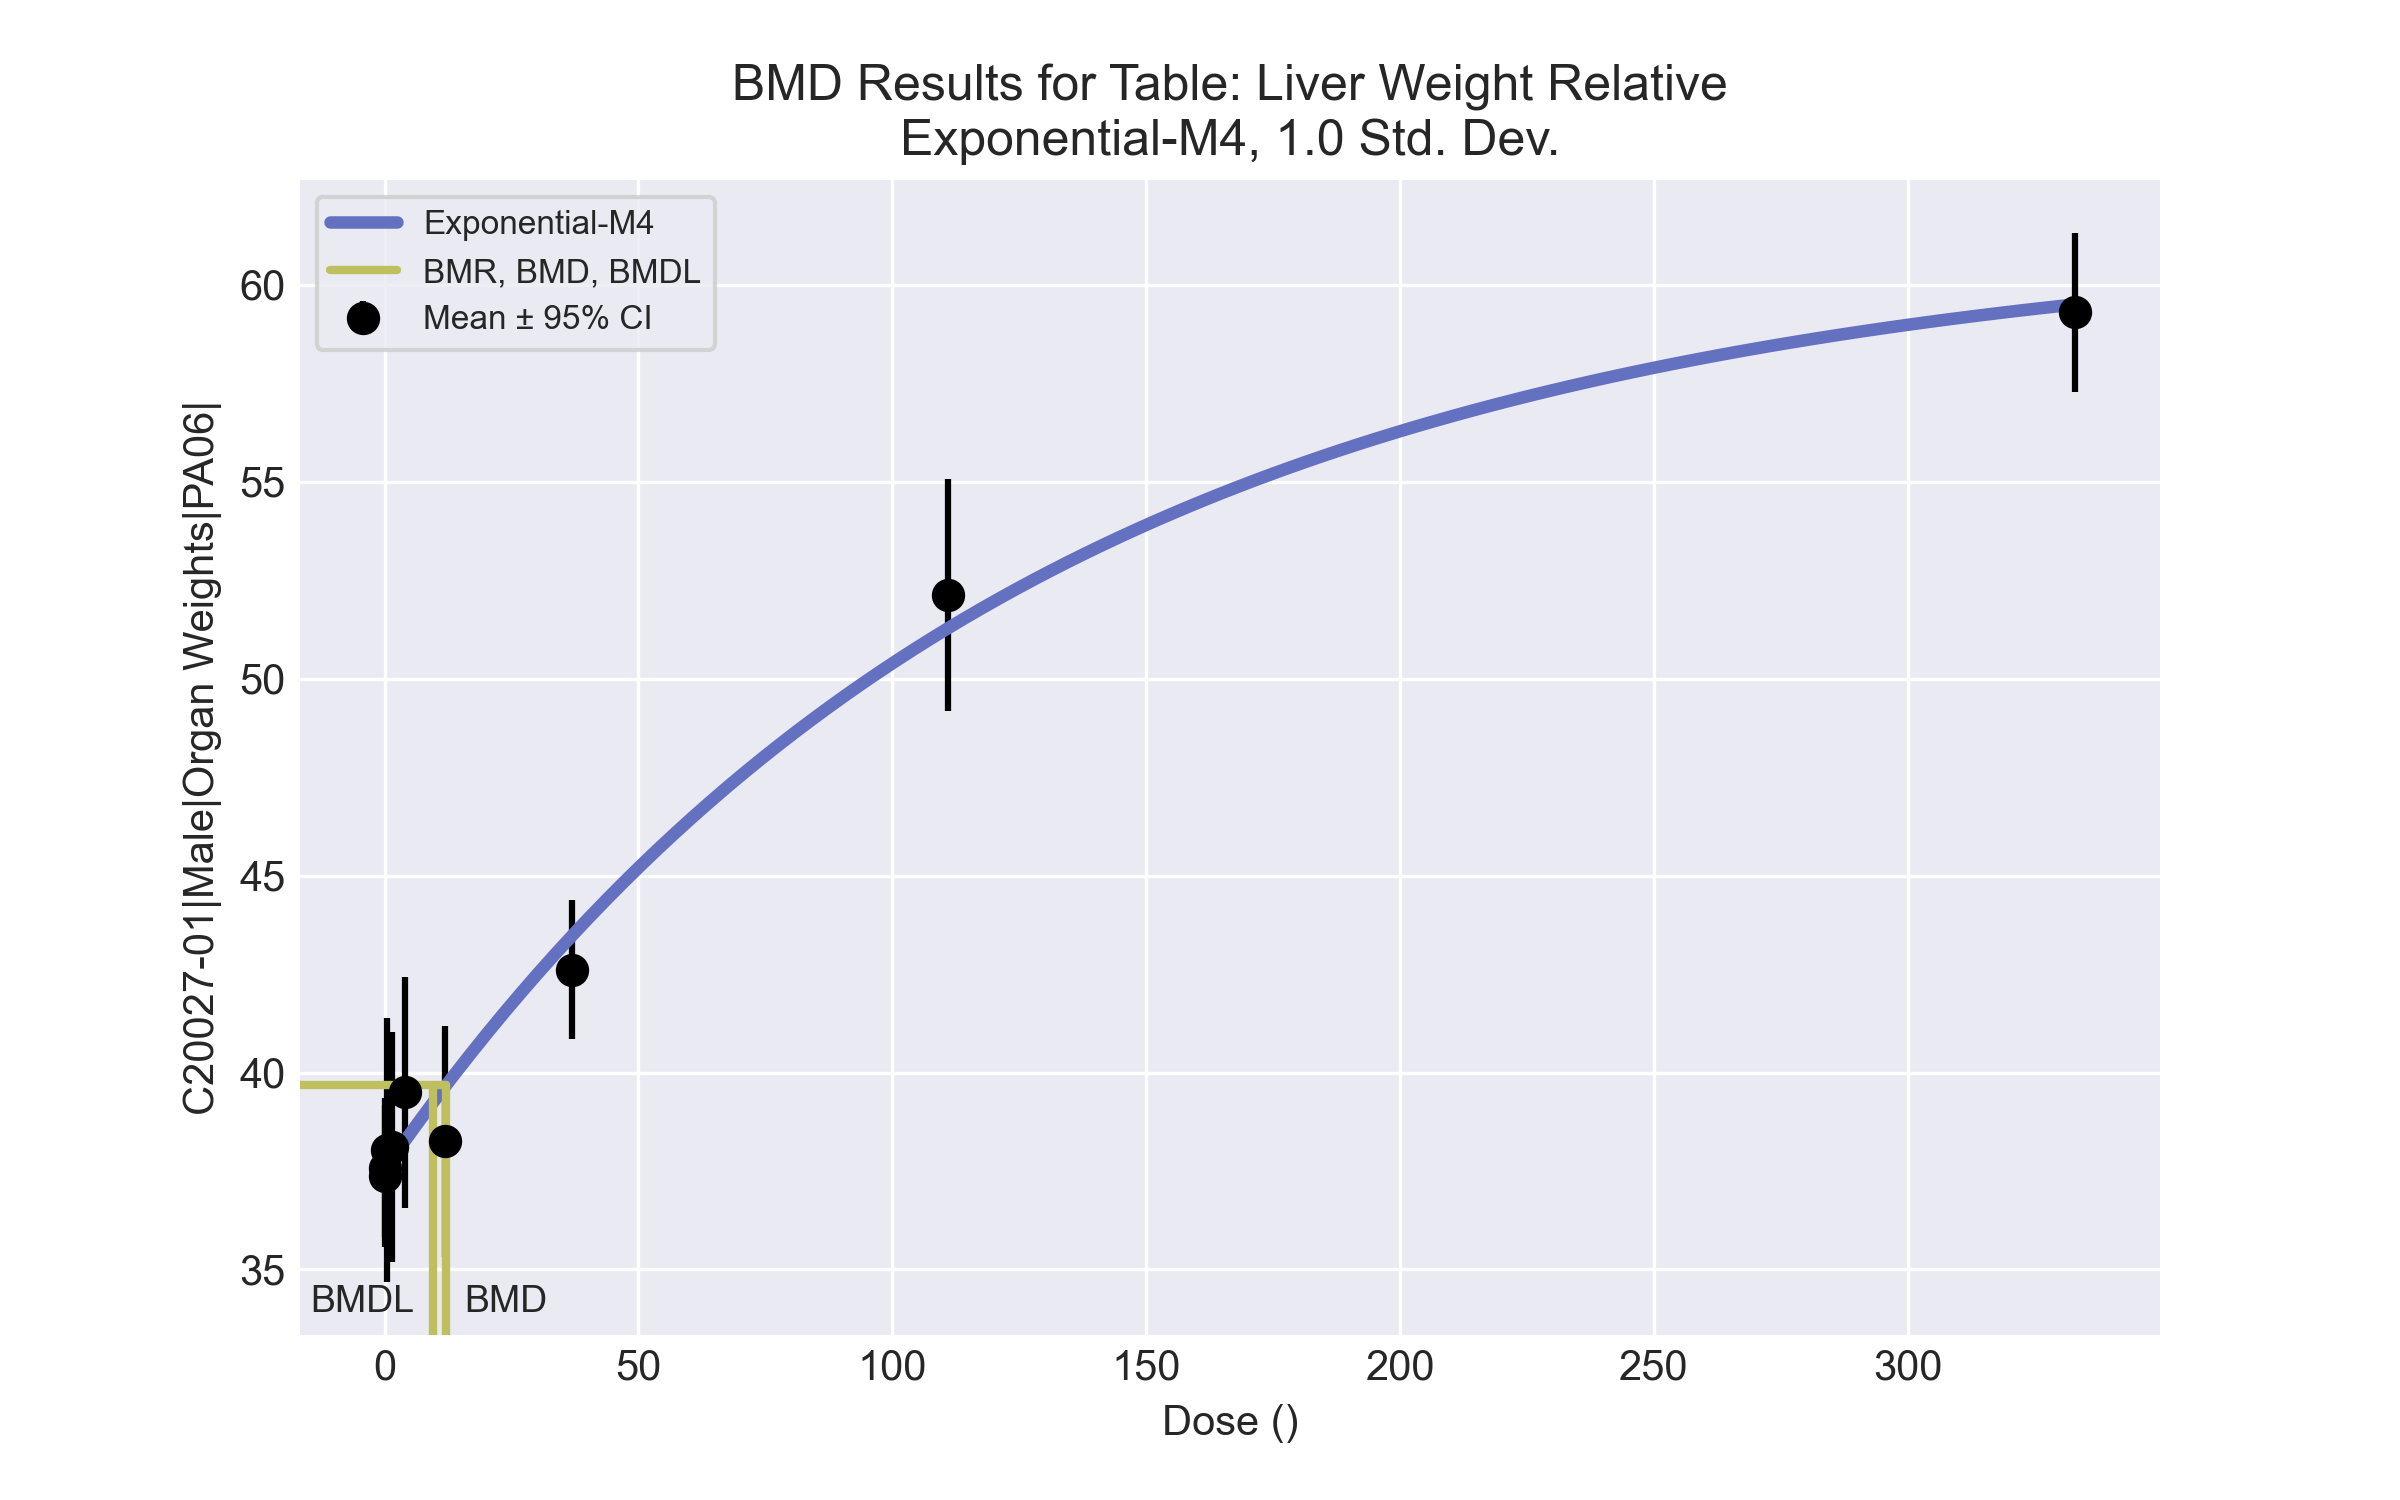 BMD Results for Table: Liver Weight Relative
Exponential-M4, 1.0 Std. Dev.
Exponential-M4
BMR, BMD, BMDL
Mean ± 95% CI
C20027-01|Male|Organ Weights|PA06|
60
55
50
45
40
35
BMDL
BMD
0
50
100
150
200
250
300
Dose ()